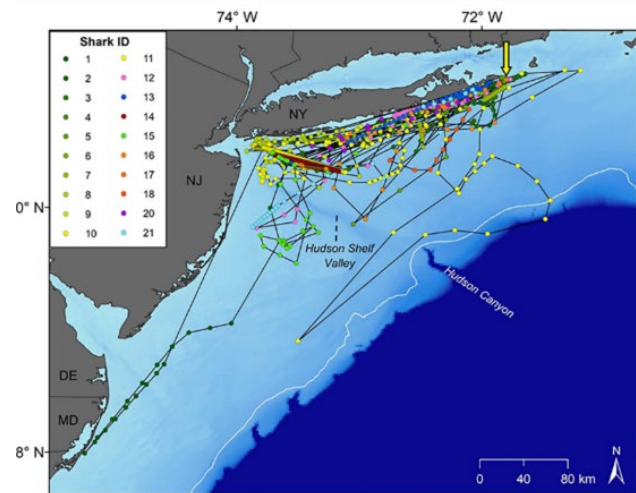 74° W
72° W
Shark ID
1 11
2 12
3 13
4 14
5 15
6 16
7 17
8 18
9 20
10 21
NY
NJ
0° N
Hudson Shelf
Valley
Hudson Canyon
DE
MD
8° N
N
0 40 80 km